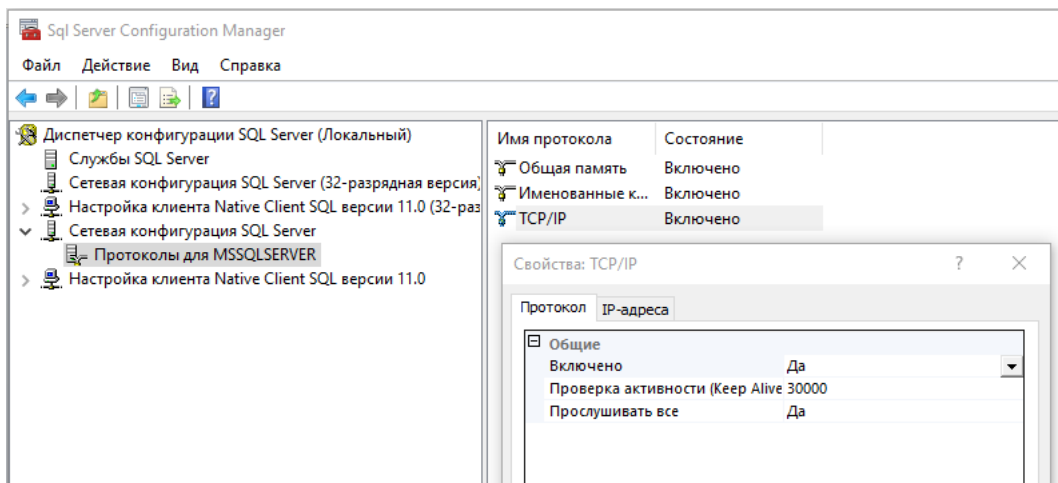 Sql Server Configuration Manager
Файл Действие Вид Справка
Диспетчер конфигурации SQL Server (Локальный)
Службы SQL Server
Сетевая конфигурация SQL Server (32-разрядная версия)
Настройка клиента Native Client SQL версии 11.0 (32-раз
Сетевая конфигурация SQL Server
Протоколы для MSSQLSERVER
Настройка клиента Native Client SQL версии 11.0
Имя протокола Состояние
Общая память Включено
Именованные к... Включено
TCP/IP Включено
Свойства: TCP/IP ?
Протокол IP-адреса
Общие
Включено Да
Проверка активности (Keep Alive 30000
Прослушивать все Да